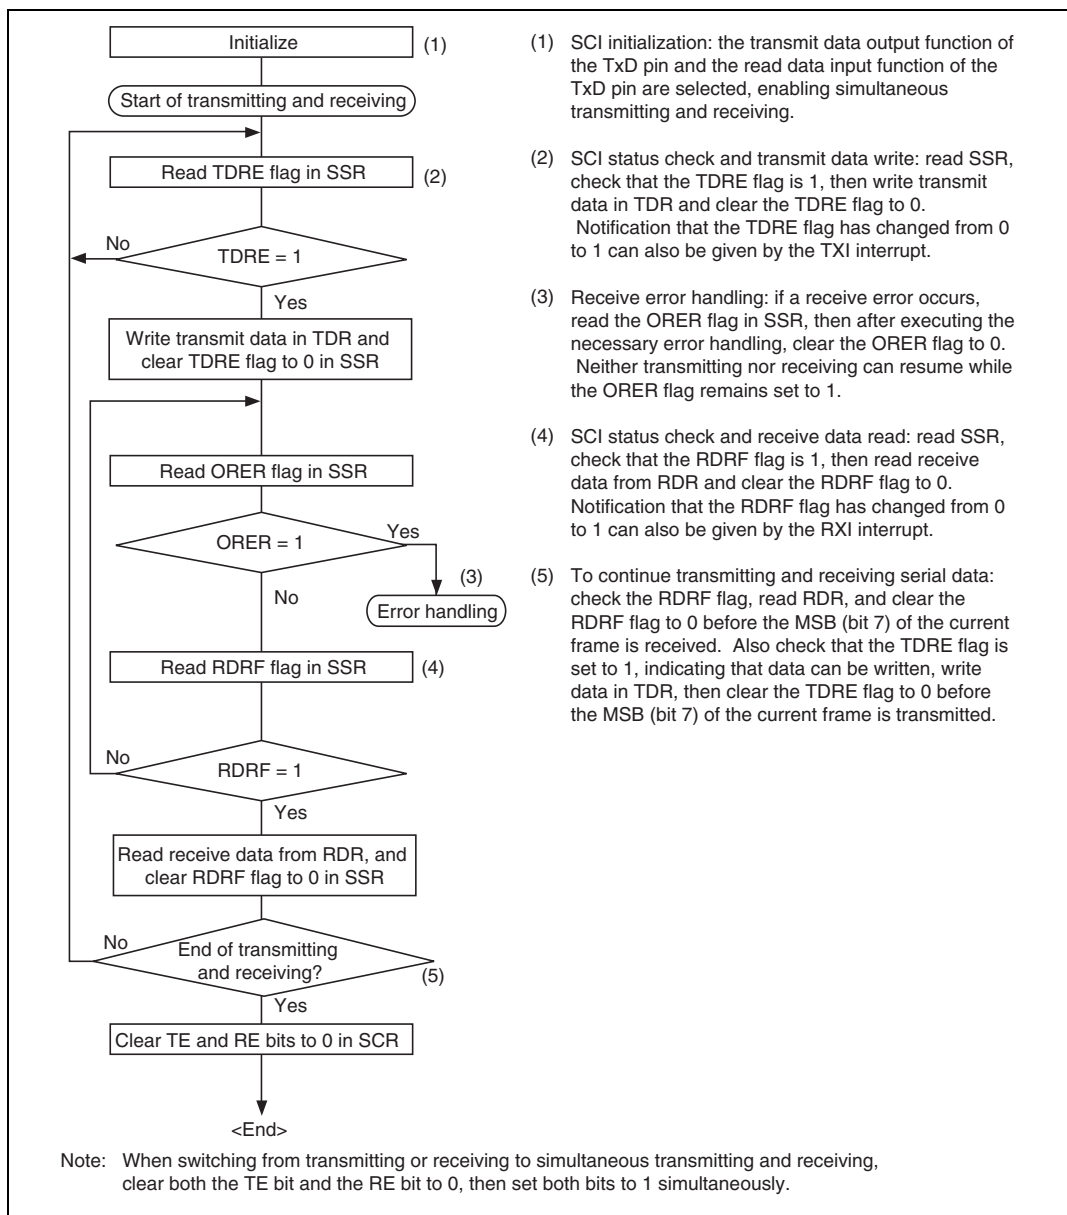 Initialize
(1)
Start of transmitting and receiving
Read TDRE flag in SSR
(2)
No
TDRE = 1
Yes
Write transmit data in TDR and
clear TDRE flag to 0 in SSR
Read ORER flag in SSR
Yes
ORER = 1
(3)
No
Error handling
Read RDRF flag in SSR
(4)
No
RDRF = 1
Yes
Read receive data from RDR, and
clear RDRF flag to 0 in SSR
No
End of transmitting
and receiving?
(5)
Yes
Clear TE and RE bits to 0 in SCR
<End>
(1) SCI initialization: the transmit data output function of
the TxD pin and the read data input function of the
TxD pin are selected, enabling simultaneous
transmitting and receiving.
(2) SCI status check and transmit data write: read SSR,
check that the TDRE flag is 1, then write transmit
data in TDR and clear the TDRE flag to 0.
Notification that the TDRE flag has changed from 0
to 1 can also be given by the TXI interrupt.
(3) Receive error handling: if a receive error occurs,
read the ORER flag in SSR, then after executing the
necessary error handling, clear the ORER flag to 0.
Neither transmitting nor receiving can resume while
the ORER flag remains set to 1.
(4) SCI status check and receive data read: read SSR,
check that the RDRF flag is 1, then read receive
data from RDR and clear the RDRF flag to 0.
Notification that the RDRF flag has changed from 0
to 1 can also be given by the RXI interrupt.
(5) To continue transmitting and receiving serial data:
check the RDRF flag, read RDR, and clear the
RDRF flag to 0 before the MSB (bit 7) of the current
frame is received. Also check that the TDRE flag is
set to 1, indicating that data can be written, write
data in TDR, then clear the TDRE flag to 0 before
the MSB (bit 7) of the current frame is transmitted.
Note: When switching from transmitting or receiving to simultaneous transmitting and receiving,
clear both the TE bit and the RE bit to 0, then set both bits to 1 simultaneously.